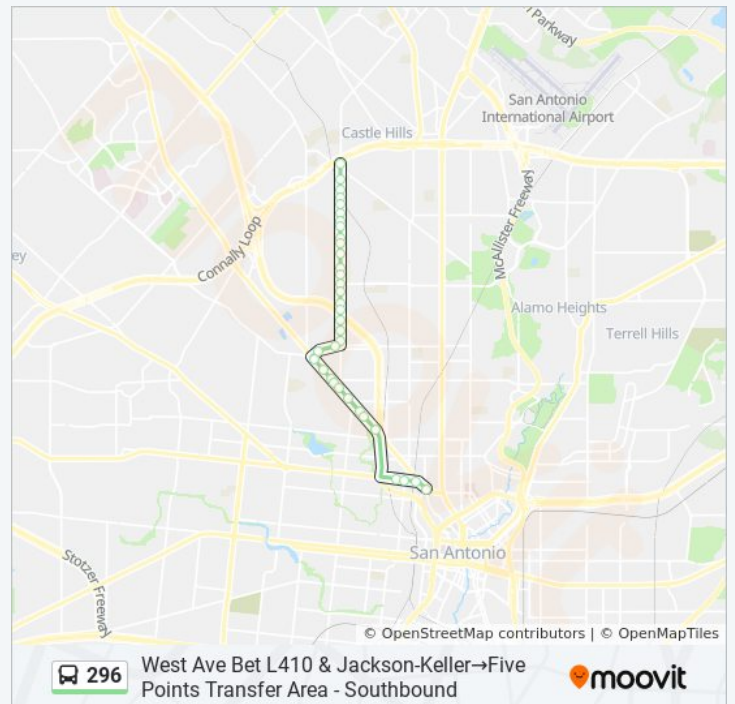 Parkway
San Antonio
International Airport
Castle Hills
McAllister Freeway
Connally Loop
ey
Alamo Heights
Terrell Hills
San Antonio
Stotzer Freeway
© OpenStreetMap contributors | © OpenMapTiles
296
West Ave Bet L410 & Jackson-Keller→Five
Points Transfer Area - Southbound
moovit